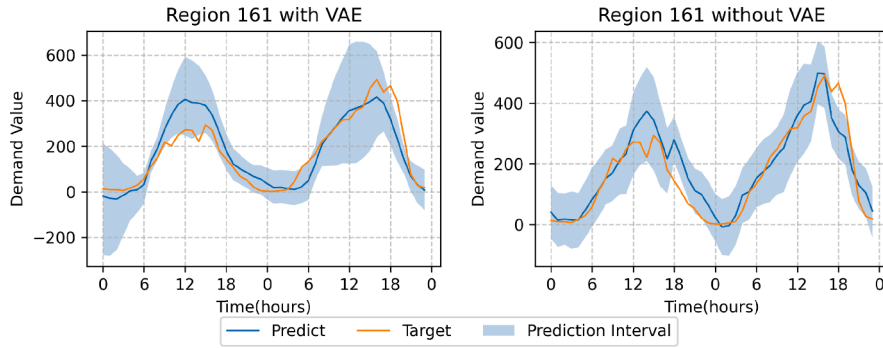 Region 161 with VAE
Demand Value
600
400
200
0
−200
0 6 12 18 0 6 12 18 0
Time(hours)
Region 161 without VAE
Demand Value
600
400
200
0
0 6 12 18 0 6 12 18 0
Time(hours)
Predict Target Prediction Interval